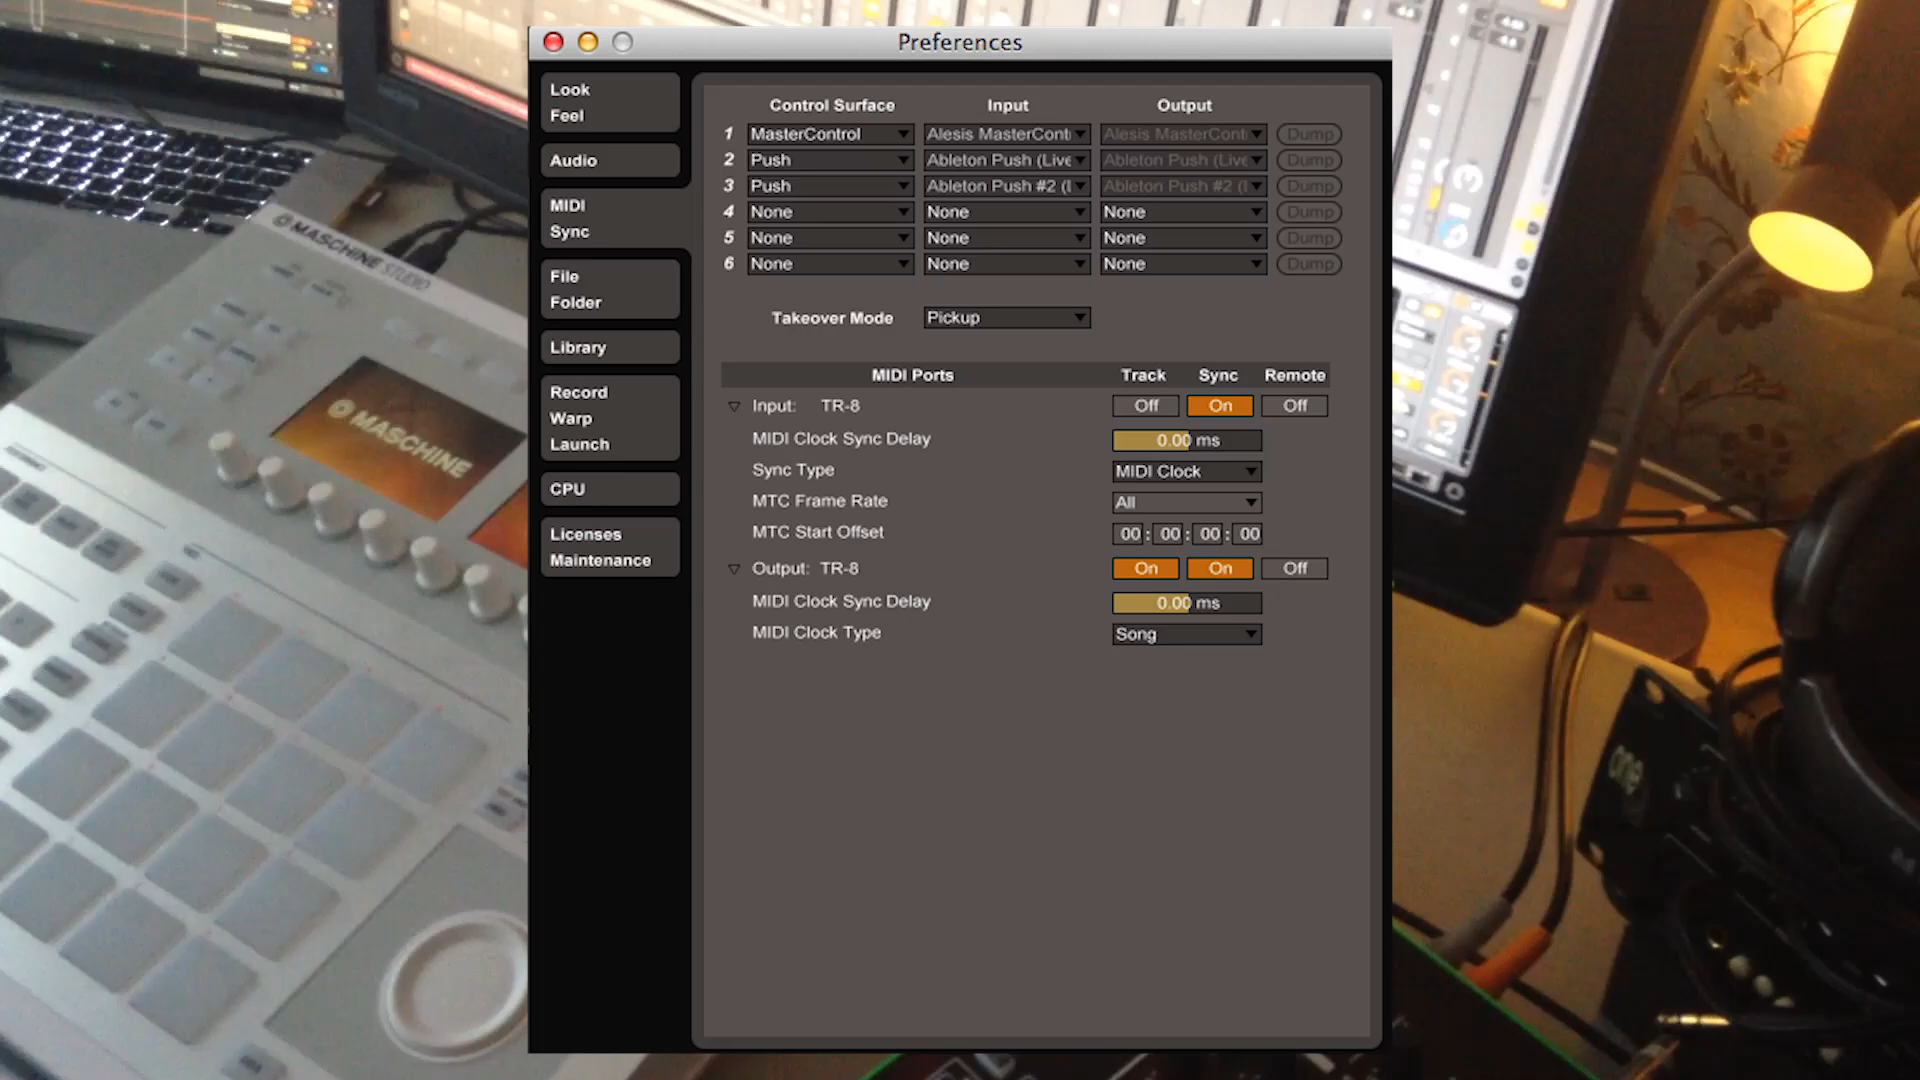 Preferences
Look
Feel
Audio
MIDI
Sync
File
Folder
Library
Record
Warp
Launch
CPU
Licenses
Maintenance
Control Surface Input Output
1 MasterControl Alesis MasterCont Alesis MasterCont Dump
2 Push Ableton Push (Live Ableton Push (Live Dump
3 Push Ableton Push #2 (L Ableton Push #2 (L Dump
4 None None None Dump
5 None None None Dump
6 None None None Dump
Takeover Mode Pickup
MIDI Ports Track Sync Remote
Input: TR-8 Off On Off
MIDI Clock Sync Delay 0.00 ms
Sync Type MIDI Clock
MTC Frame Rate All
MTC Start Offset 00 : 00 : 00 : 00
Output: TR-8 On On Off
MIDI Clock Sync Delay 0.00 ms
MIDI Clock Type Song
MASCHINE STUDIO
MASCHINE
one